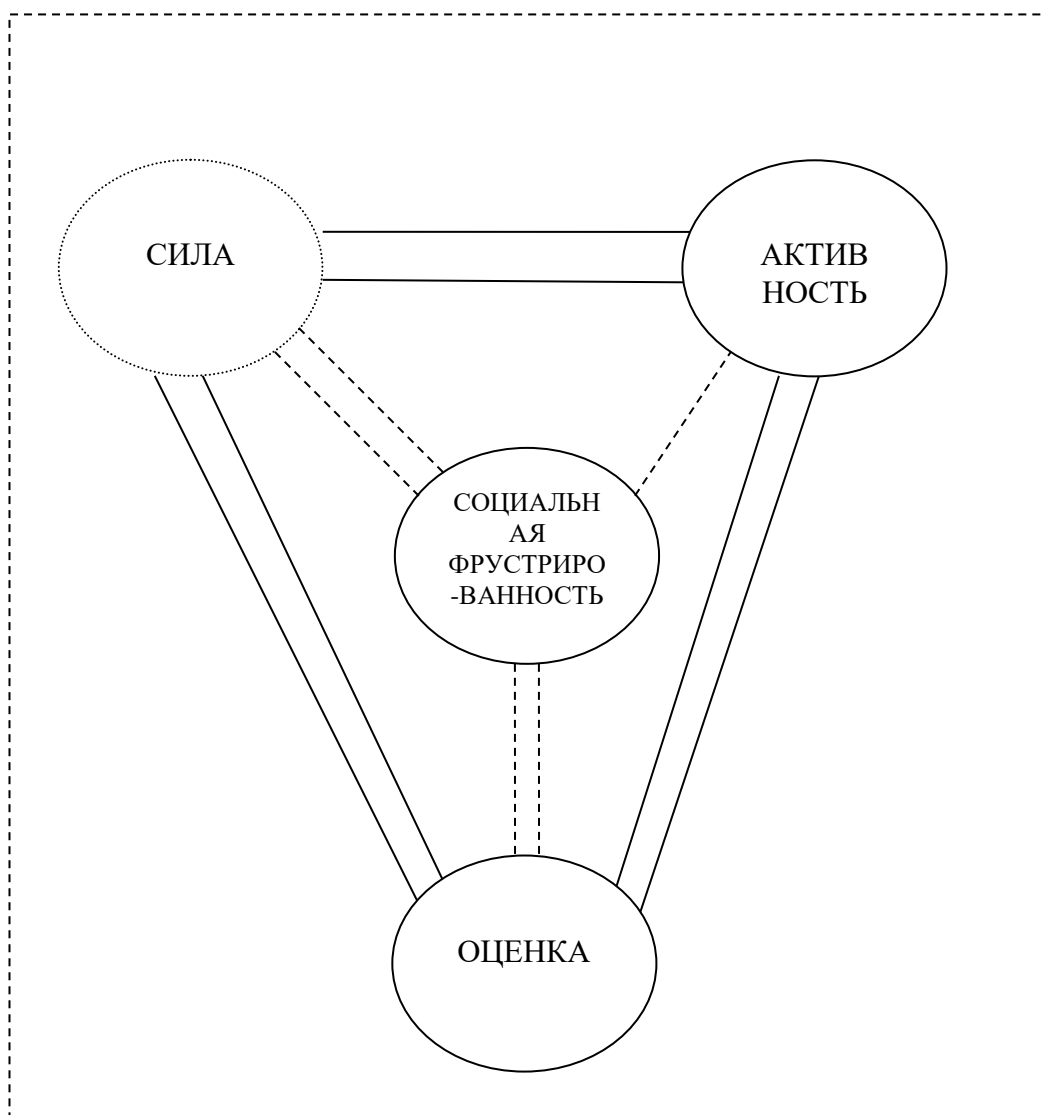 СИЛА
АКТИВ
НОСТЬ
СОЦИАЛЬН
АЯ
ФРУСТРИРО
-ВАННОСТЬ
ОЦЕНКА